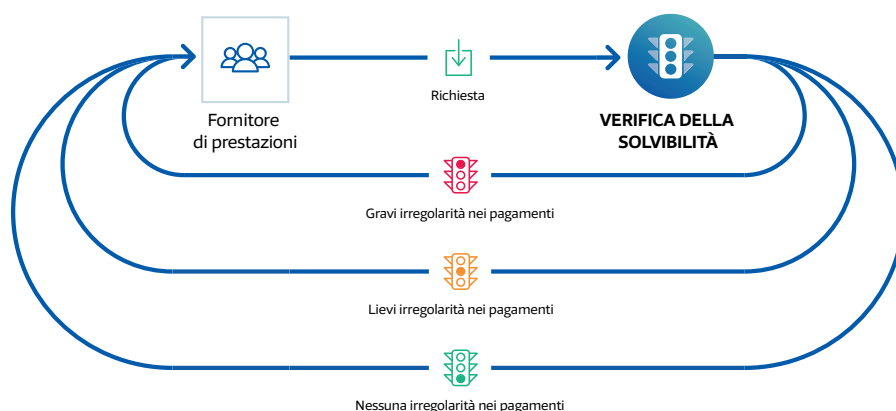 Richiesta
Fornitore
di prestazioni
VERIFICA DELLA
SOLVIBILITÀ
Gravi irregolarità nei pagamenti
Lievi irregolarità nei pagamenti
Nessuna irregolarità nei pagamenti